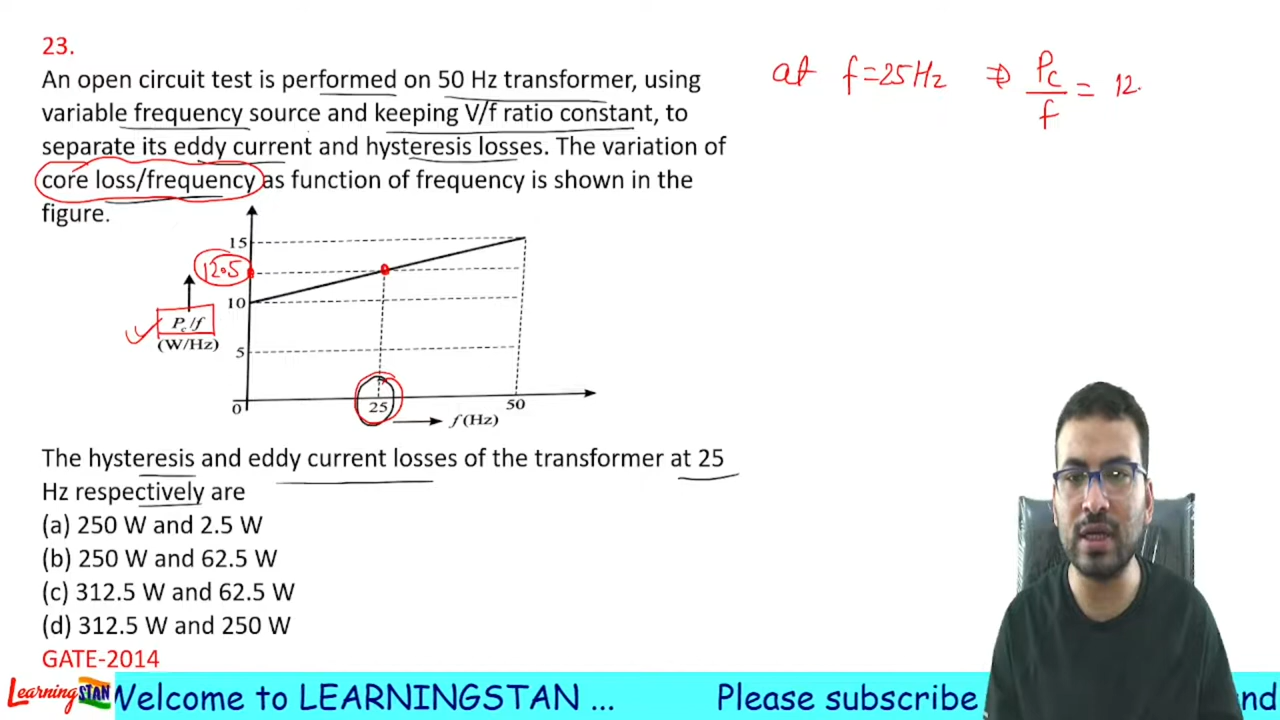 23.
An open circuit test is performed on 50 Hz transformer, using
variable frequency source and keeping V/f ratio constant, to
separate its eddy current and hysteresis losses. The variation of
core loss/frequency as function of frequency is shown in the
figure.
at f=25Hz ⇒ Pc/f = 12.
15
12.5
10
Pc/f
(W/Hz)
5
0
25
50
f(Hz)
The hysteresis and eddy current losses of the transformer at 25
Hz respectively are
(a) 250 W and 2.5 W
(b) 250 W and 62.5 W
(c) 312.5 W and 62.5 W
(d) 312.5 W and 250 W
GATE-2014
LearningSTAN
Welcome to LEARNINGSTAN ... Please subscribe nd